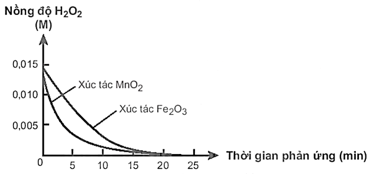 Nồng độ H₂O₂
(M)
0,015
0,010
0,005
Xúc tác MnO₂
Xúc tác Fe₂O₃
0 5 10 15 20 25
Thời gian phản ứng (min)